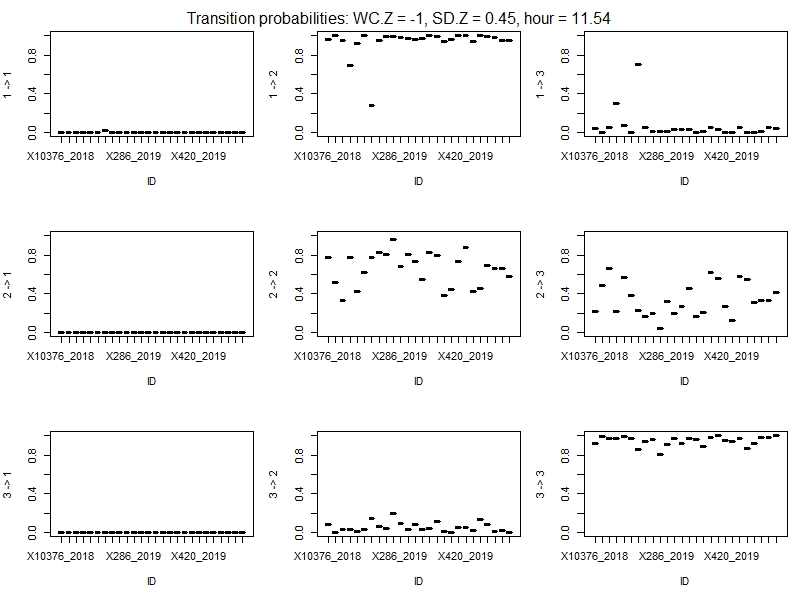 Transition probabilities: WC.Z = -1, SD.Z = 0.45, hour = 11.54
1 -> 1
0.0 0.4 0.8
X10376_2018 X286_2019 X420_2019
ID
1 -> 2
0.0 0.4 0.8
X10376_2018 X286_2019 X420_2019
ID
1 -> 3
0.0 0.4 0.8
X10376_2018 X286_2019 X420_2019
ID
2 -> 1
0.0 0.4 0.8
X10376_2018 X286_2019 X420_2019
ID
2 -> 2
0.0 0.4 0.8
X10376_2018 X286_2019 X420_2019
ID
2 -> 3
0.0 0.4 0.8
X10376_2018 X286_2019 X420_2019
ID
3 -> 1
0.0 0.4 0.8
X10376_2018 X286_2019 X420_2019
ID
3 -> 2
0.0 0.4 0.8
X10376_2018 X286_2019 X420_2019
ID
3 -> 3
0.0 0.4 0.8
X10376_2018 X286_2019 X420_2019
ID